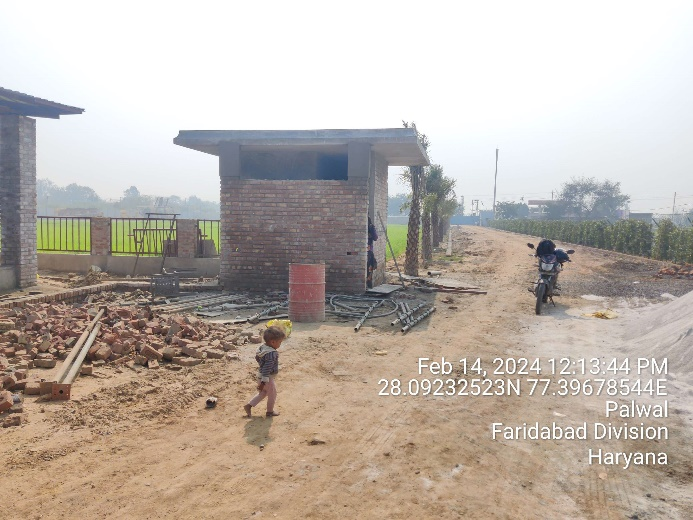 Feb 14, 2024 12:13:44 PM
28.09232523N 77.39678544E
Palwal
Faridabad Division
Haryana